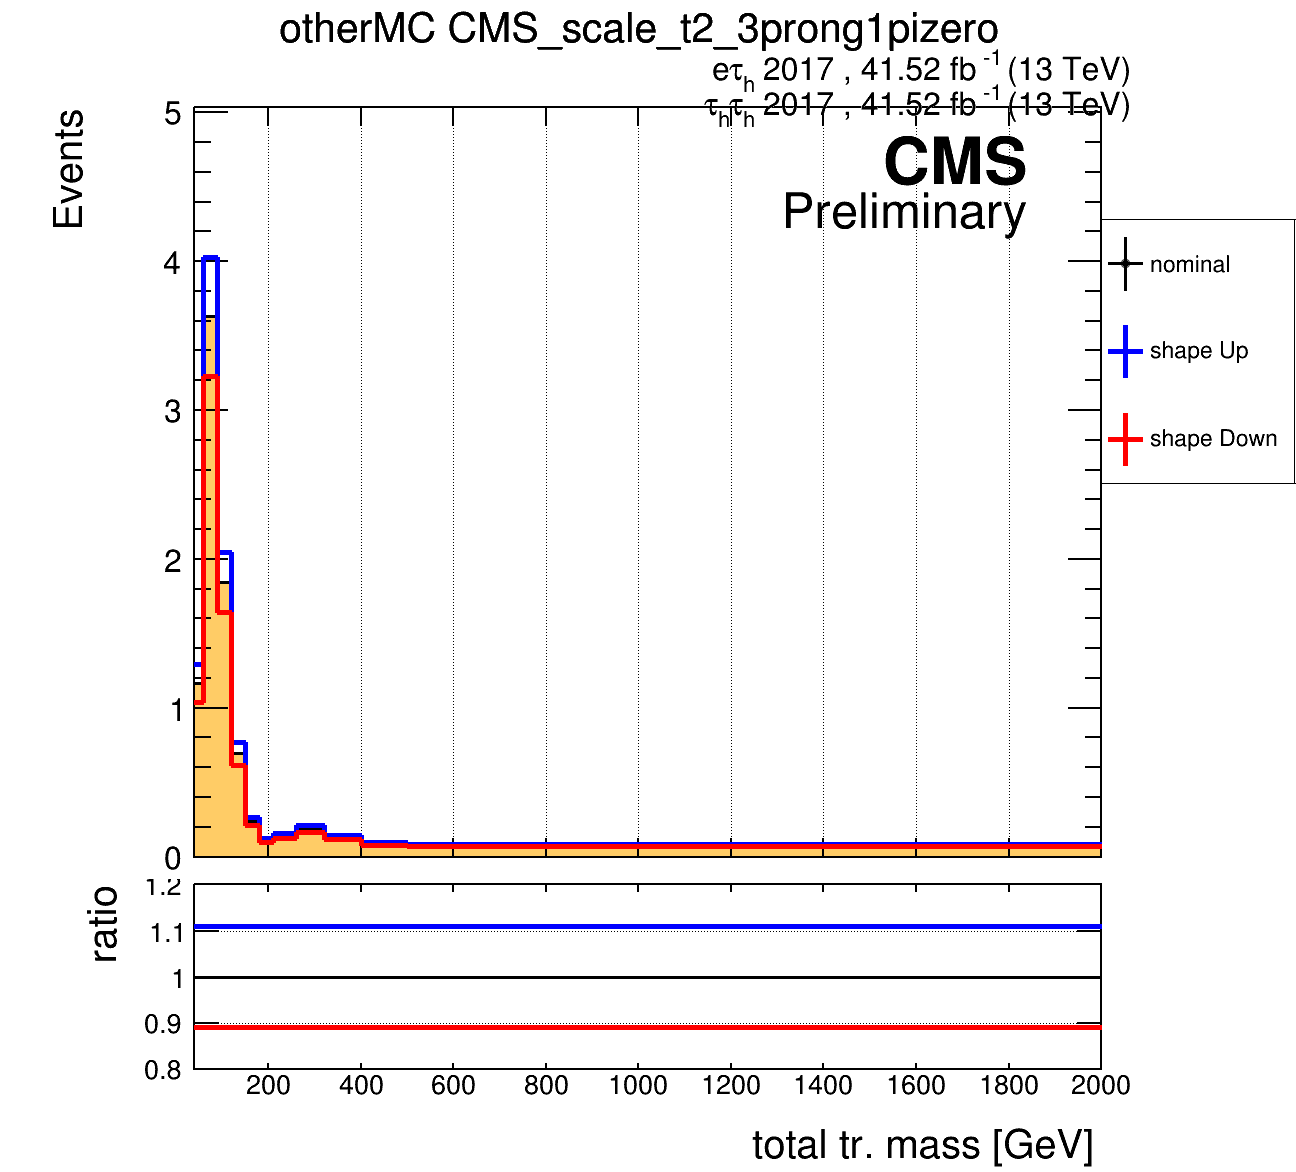 otherMC CMS_scale_t2_3prong1pizero
eτh 2017 , 41.52 fb -1 (13 TeV)
τhτh 2017 , 41.52 fb -1 (13 TeV)
CMS
Preliminary
Events
5
4
3
2
1
0
nominal
shape Up
shape Down
ratio
1.2
1.1
1
0.9
0.8
200 400 600 800 1000 1200 1400 1600 1800 2000
total tr. mass [GeV]